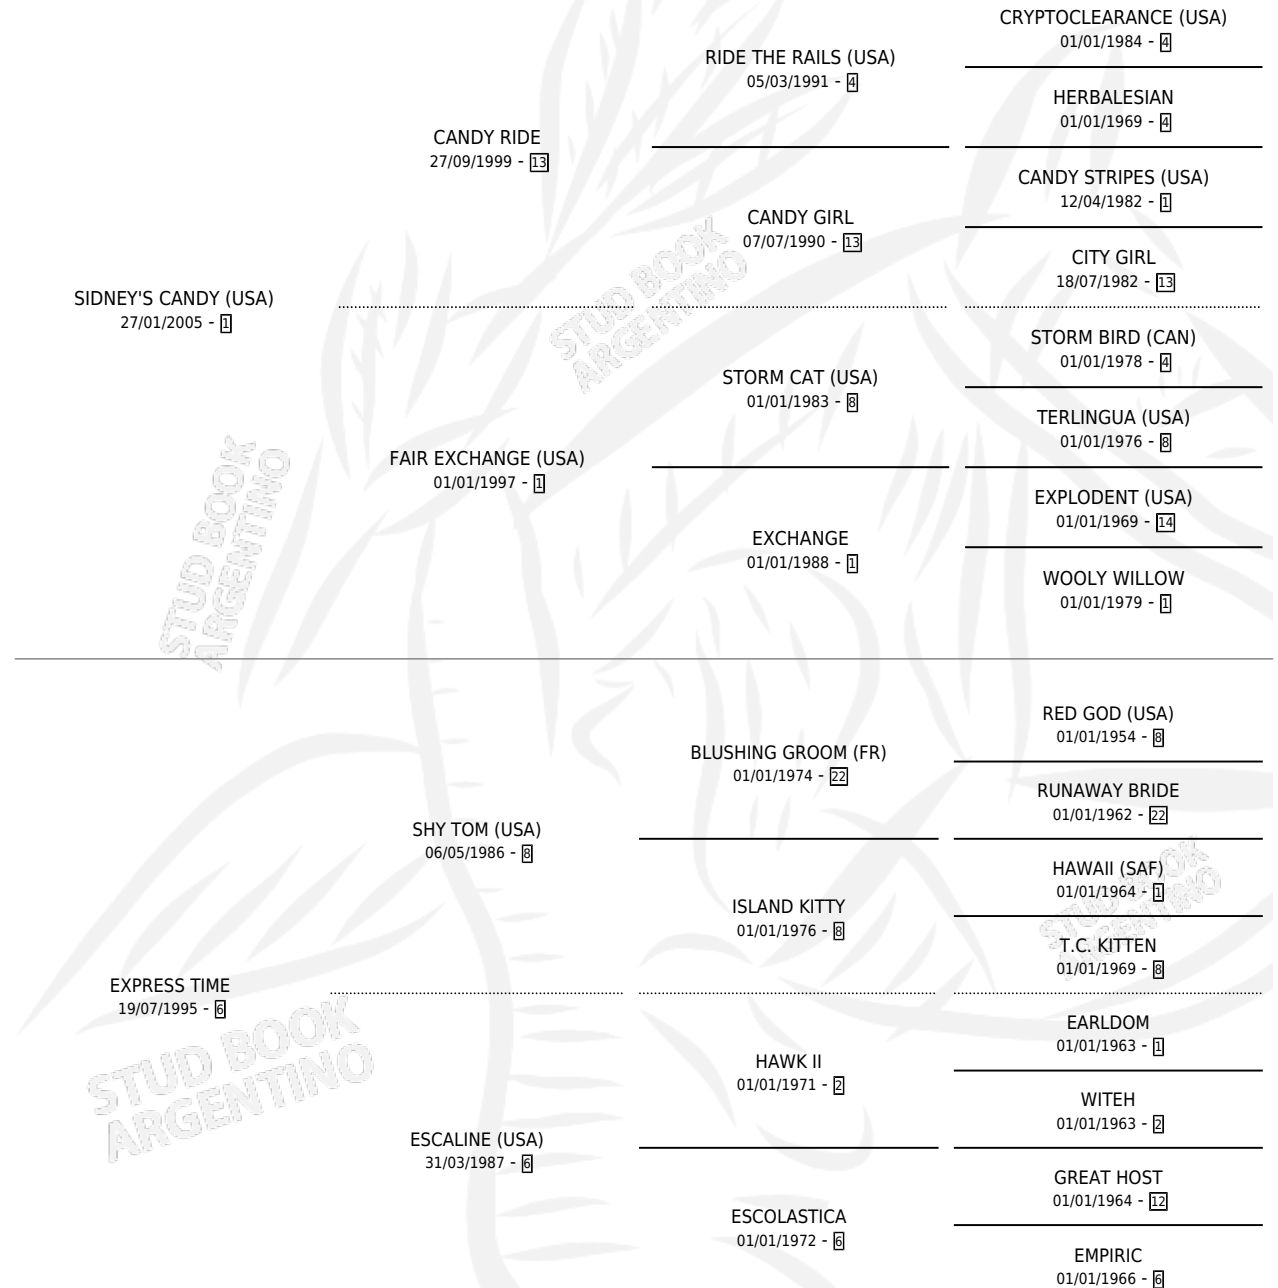 CRYPTOCLEARANCE (USA)
01/01/1984 - 4
RIDE THE RAILS (USA)
05/03/1991 - 4
HERBALESIAN
01/01/1969 - 4
CANDY RIDE
27/09/1999 - 13
CANDY STRIPES (USA)
12/04/1982 - 1
CANDY GIRL
07/07/1990 - 13
CITY GIRL
18/07/1982 - 13
SIDNEY'S CANDY (USA)
27/01/2005 - 1
STORM BIRD (CAN)
01/01/1978 - 4
STORM CAT (USA)
01/01/1983 - 8
TERLINGUA (USA)
01/01/1976 - 8
FAIR EXCHANGE (USA)
01/01/1997 - 1
EXPLODENT (USA)
01/01/1969 - 14
EXCHANGE
01/01/1988 - 1
WOOLY WILLOW
01/01/1979 - 1
RED GOD (USA)
01/01/1954 - 8
BLUSHING GROOM (FR)
01/01/1974 - 22
RUNAWAY BRIDE
01/01/1962 - 22
SHY TOM (USA)
06/05/1986 - 8
HAWAII (SAF)
01/01/1964 - 1
ISLAND KITTY
01/01/1976 - 8
T.C. KITTEN
01/01/1969 - 8
EXPRESS TIME
19/07/1995 - 6
EARLDOM
01/01/1963 - 1
HAWK II
01/01/1971 - 2
WITEH
01/01/1963 - 2
ESCALINE (USA)
31/03/1987 - 6
GREAT HOST
01/01/1964 - 12
ESCOLASTICA
01/01/1972 - 6
EMPIRIC
01/01/1966 - 6
STUD BOOK
ARGENTINO
STUD BOOK
ARGENTINO
STUD BOOK
ARGENTINO
STUD BOOK
ARGENTINO